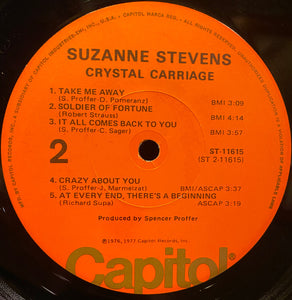 CAPITOL MARCA REG.
SUZANNE STEVENS
CRYSTAL CARRIAGE
1. TAKE ME AWAY
(S. Proffer-D. Pomeranz) BMI 3:09
2. SOLDIER OF FORTUNE
(Robert Strauss) BMI 4:14
3. IT ALL COMES BACK TO YOU
(S. Proffer-C. Sager) BMI 3:57
2
ST-11615
(ST 2-11615)
4. CRAZY ABOUT YOU
(S. Proffer-J. Marmelzat) BMI/ASCAP 3:37
5. AT EVERY END, THERE'S A BEGINNING
(Richard Supa) ASCAP 3:19
Produced by Spencer Proffer
©1976, 1977 Capitol Records, Inc.
Capitol